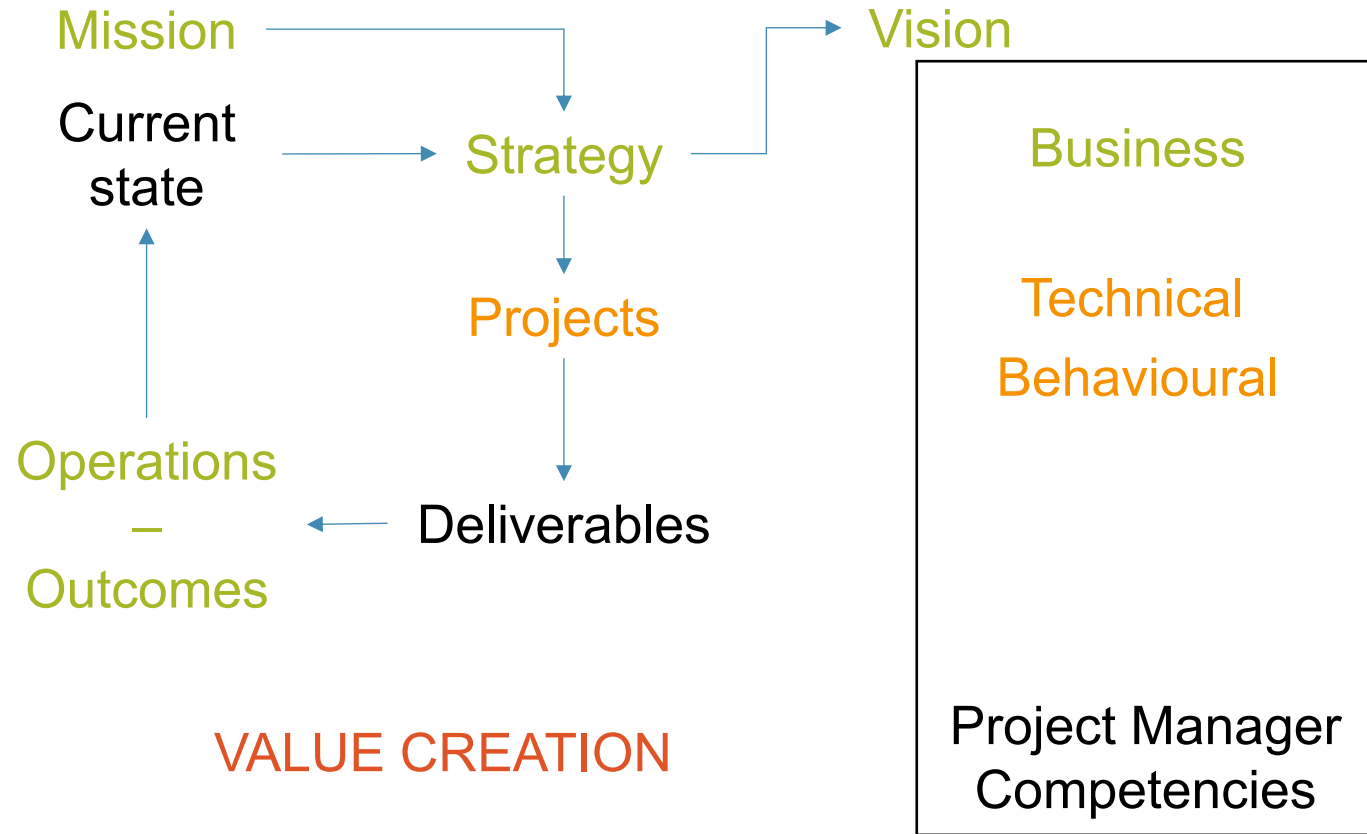 Mission
Vision
Current
state
Strategy
Projects
Operations
–
Outcomes
Deliverables
VALUE CREATION
Business
Technical
Behavioural
Project Manager
Competencies